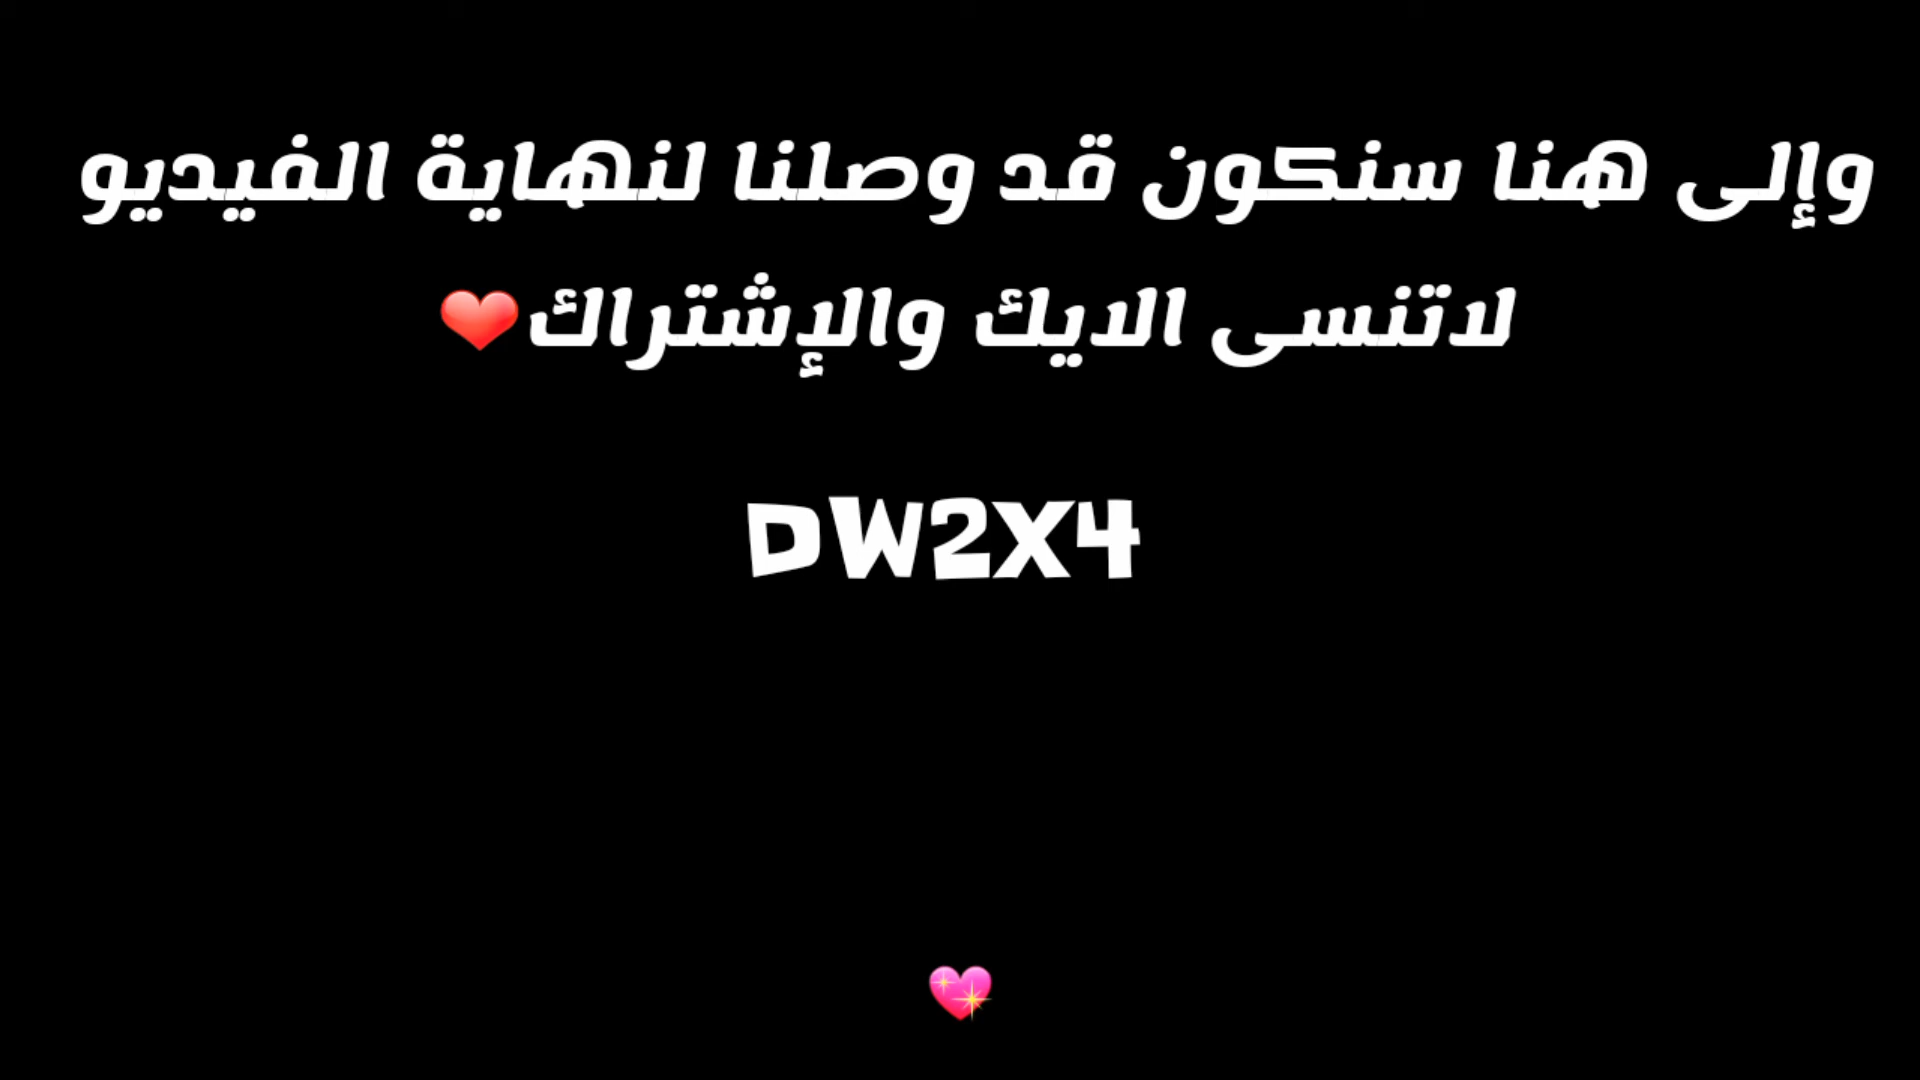 وإلى هنا سنكون قد وصلنا لنهاية الفيديو
لاتنسى الايك والإشتراك❤
DW2X4
💖